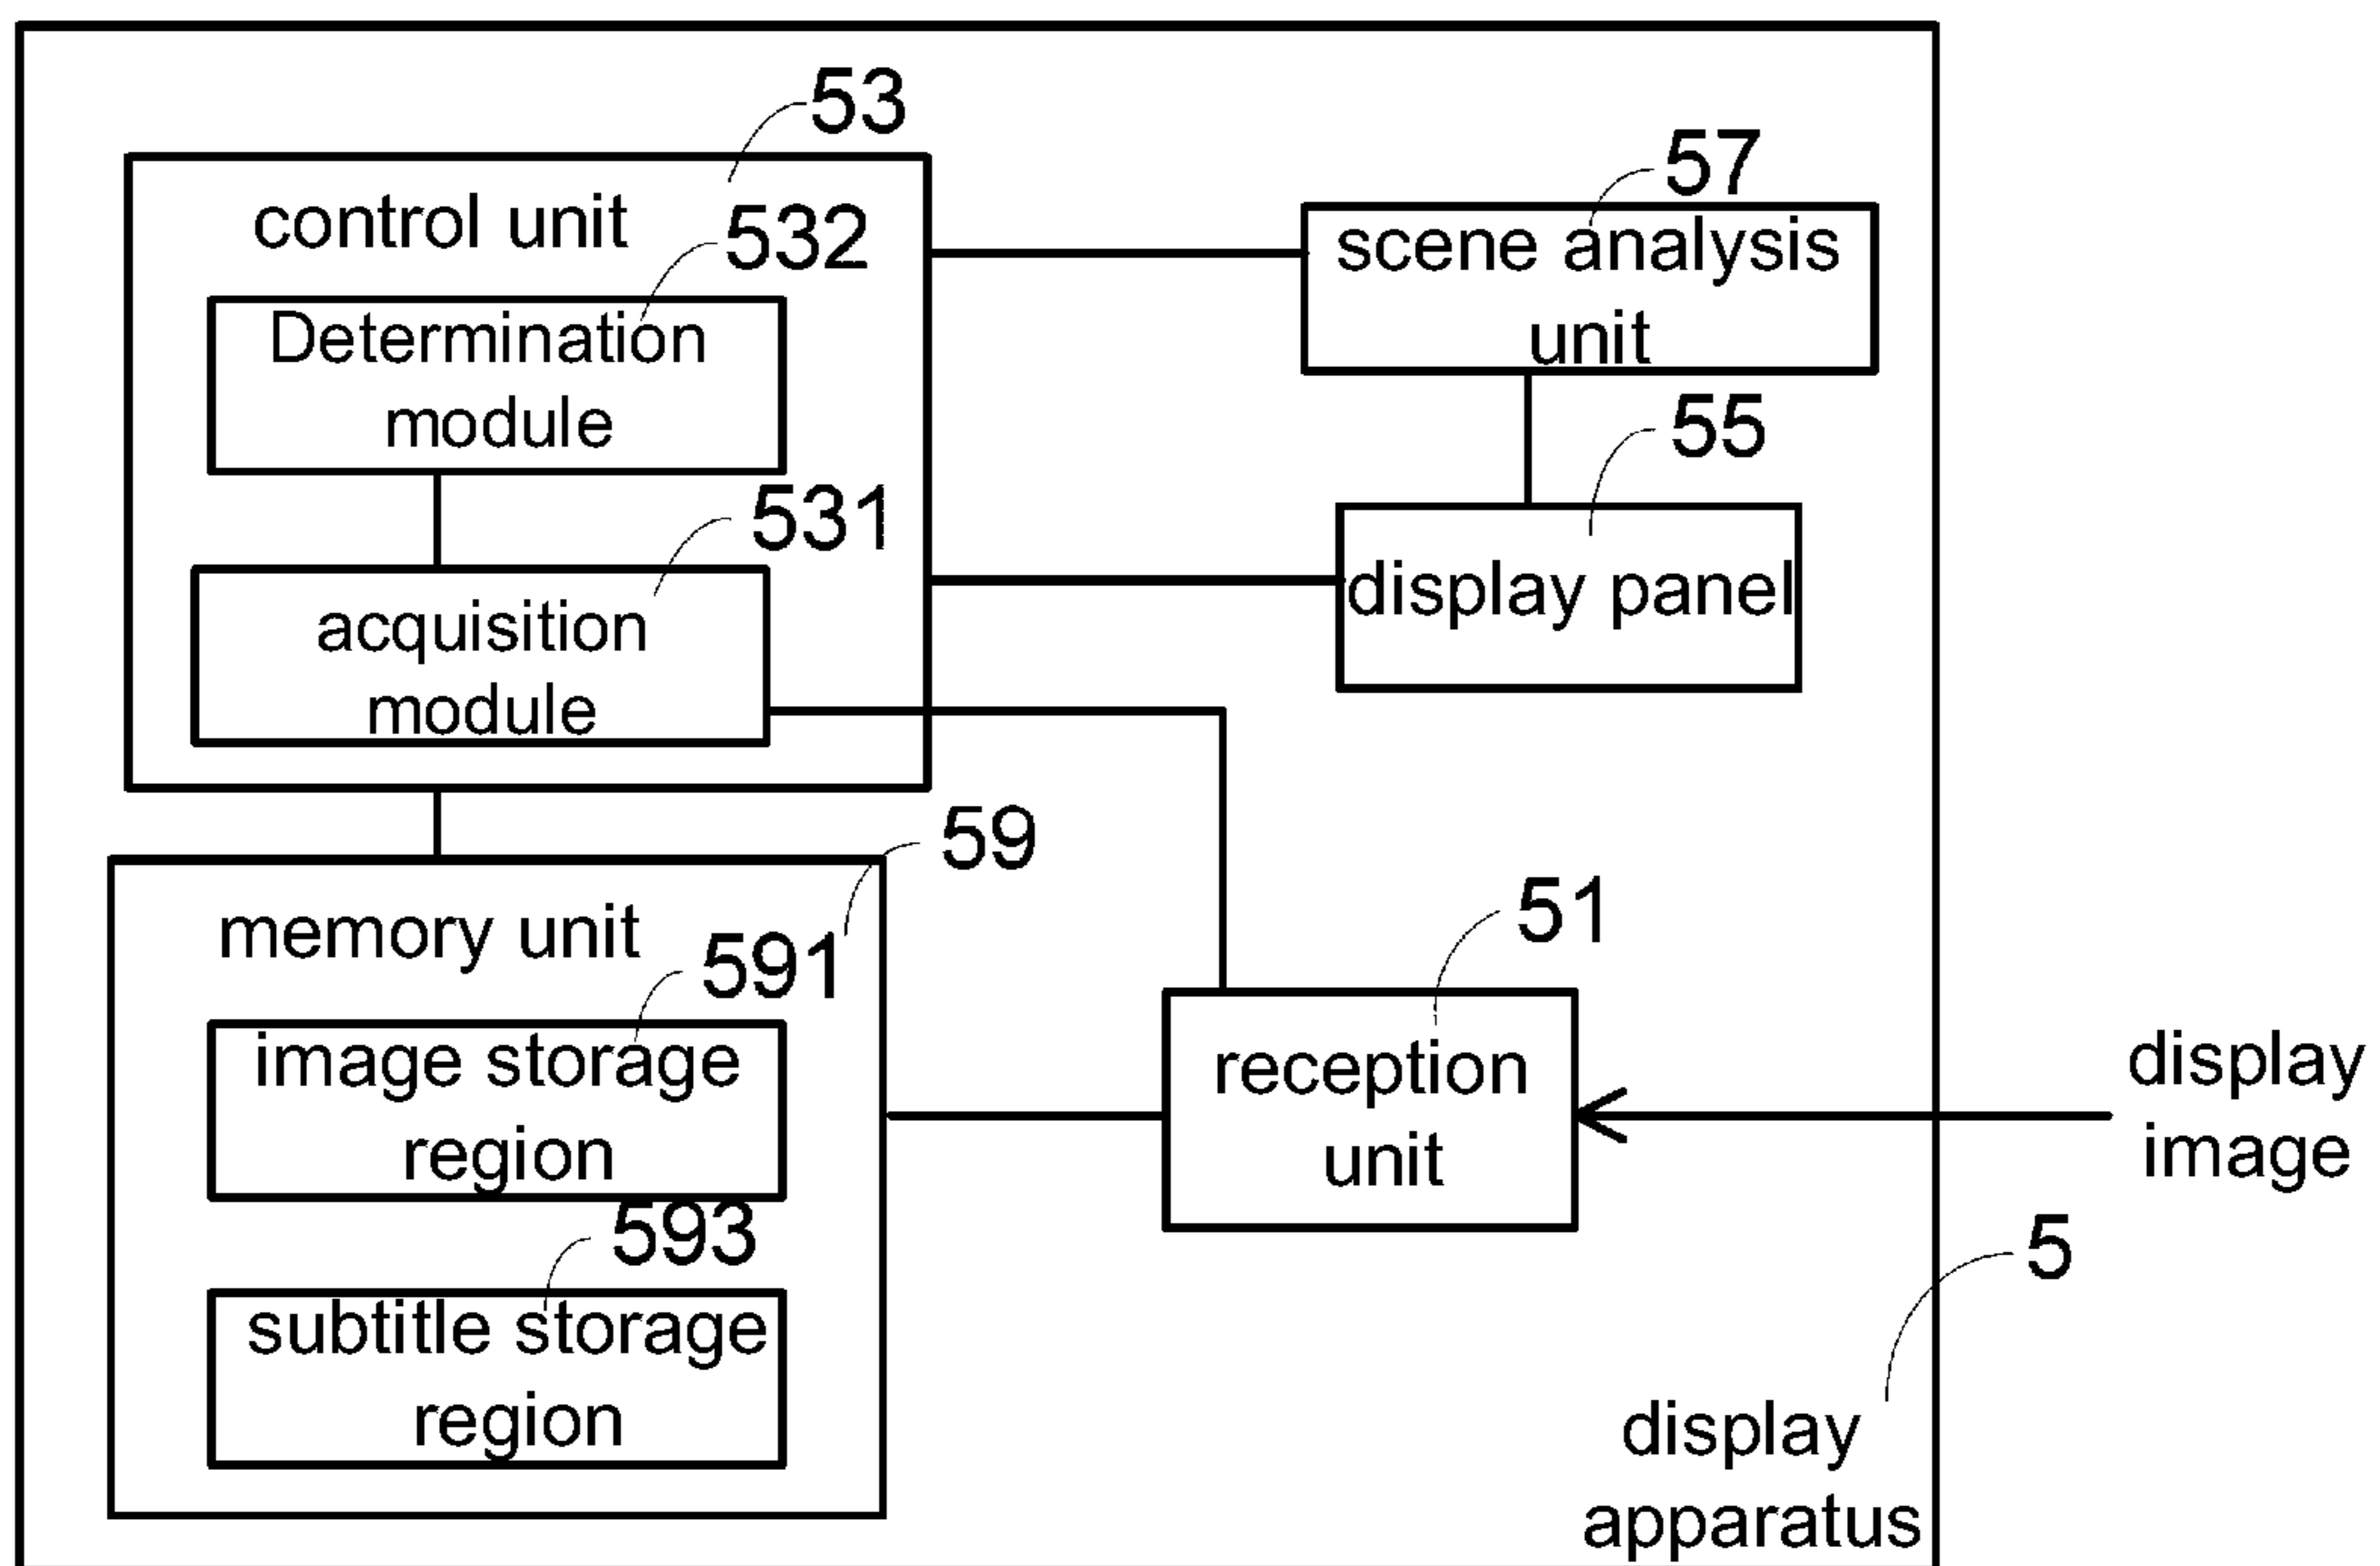 53
control unit
532
Determination
module
531
acquisition
module
57
scene analysis
unit
55
display panel
59
memory unit
591
image storage
region
593
subtitle storage
region
51
reception
unit
display
image
5
display
apparatus